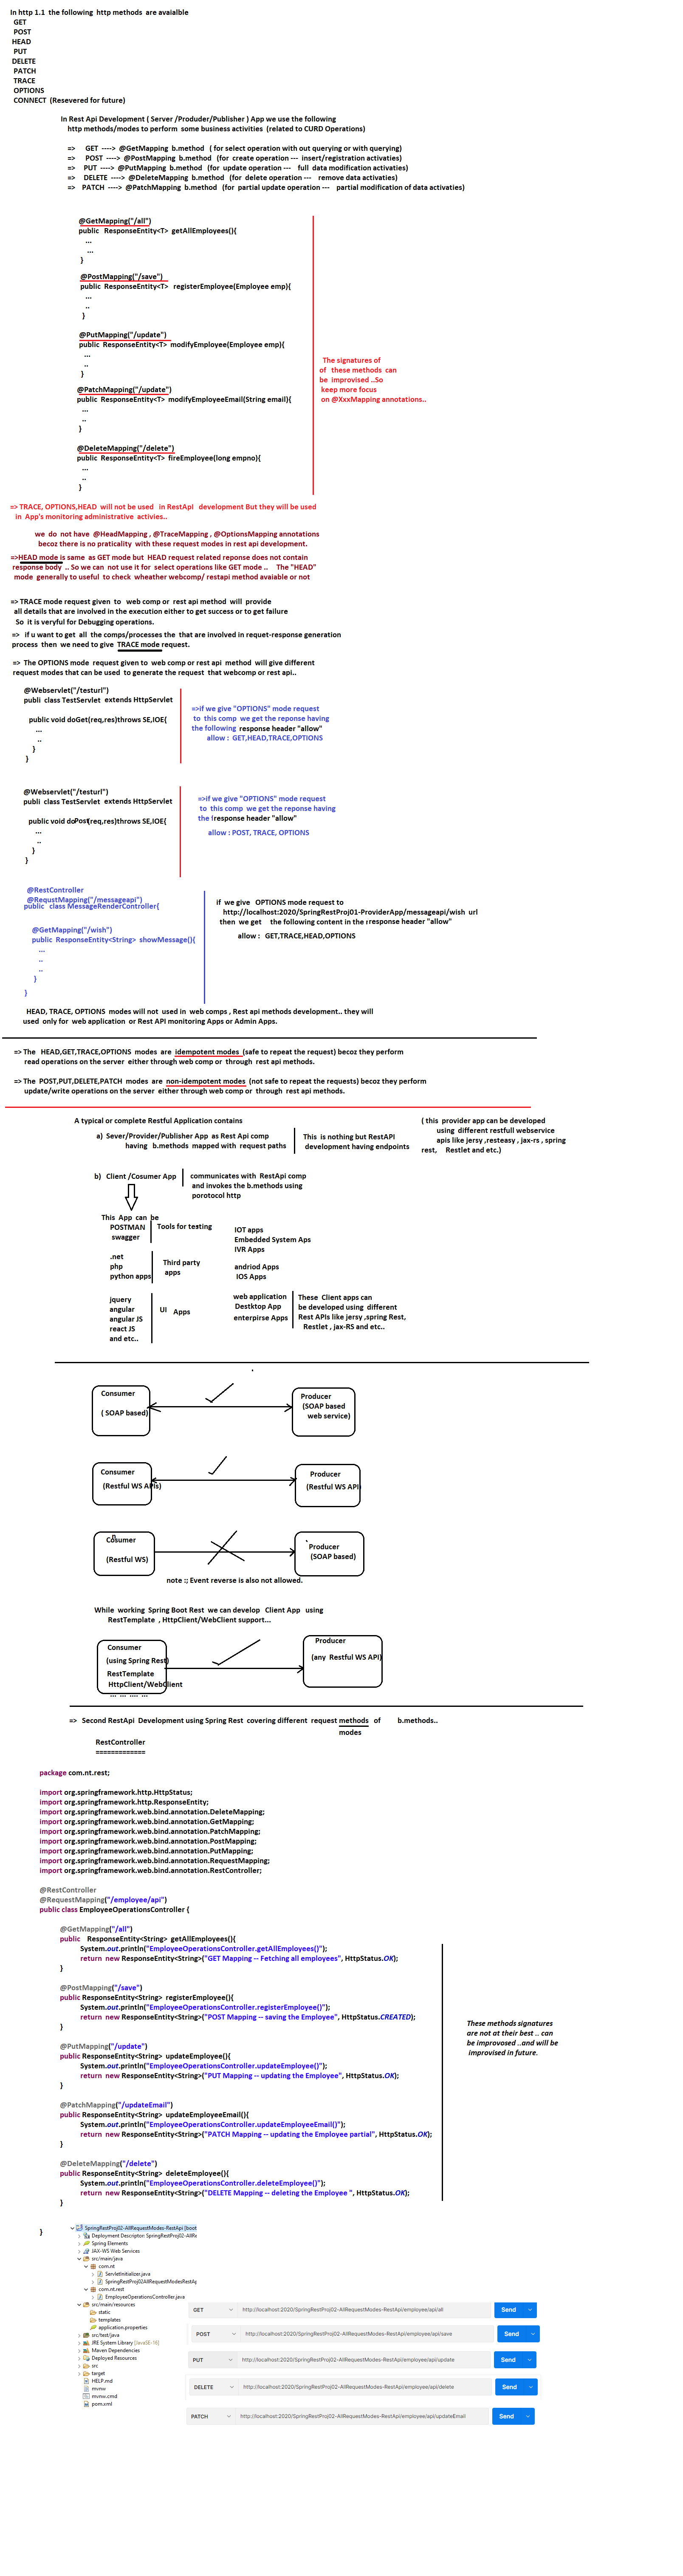 In http 1.1 the following http methods are avaialble
GET
POST
HEAD
PUT
DELETE
PATCH
TRACE
OPTIONS
CONNECT (Resevered for future)
In Rest Api Development ( Server /Produder/Publisher ) App we use the following
http methods/modes to perform some business activities (related to CURD Operations)
=> GET ----> @GetMapping b.method ( for select operation with out querying or with querying)
=> POST ----> @PostMapping b.method (for create operation --- insert/registration activaties)
=> PUT ----> @PutMapping b.method (for update operation --- full data modification activaties)
=> DELETE ----> @DeleteMapping b.method (for delete operation --- remove data activaties)
=> PATCH ----> @PatchMapping b.method (for partial update operation --- partial modification of data activaties)
@GetMapping("/all")
public ResponseEntity<T> getAllEmployees(){
...
...
}
@PostMapping("/save")
public ResponseEntity<T> registerEmployee(Employee emp){
...
..
}
@PutMapping("/update")
public ResponseEntity<T> modifyEmployee(Employee emp){
...
..
}
@PatchMapping("/update")
public ResponseEntity<T> modifyEmployeeEmail(String email){
...
..
}
@DeleteMapping("/delete")
public ResponseEntity<T> fireEmployee(long empno){
...
..
}
The signatures of
of these methods can
be improvised ..So
keep more focus
on @XxxMapping annotations..
=> TRACE, OPTIONS,HEAD will not be used in RestApI development But they will be used
in App's monitoring administrative activies..
we do not have @HeadMapping , @TraceMapping , @OptionsMapping annotations
becoz there is no praticality with these request modes in rest api development.
=>HEAD mode is same as GET mode but HEAD request related reponse does not contain
response body .. So we can not use it for select operations like GET mode .. The "HEAD"
mode generally to useful to check wheather webcomp/ restapi method avaiable or not
=> TRACE mode request given to web comp or rest api method will provide
all details that are involved in the execution either to get success or to get failure
So it is veryful for Debugging operations.
=> if u want to get all the comps/processes the that are involved in requet-response generation
process then we need to give TRACE mode request.
=> The OPTIONS mode request given to web comp or rest api method will give different
request modes that can be used to generate the request that webcomp or rest api..
@Webservlet("/testurl")
publi class TestServlet extends HttpServlet
public void doGet(req,res)throws SE,IOE{
...
..
}
}
=>if we give "OPTIONS" mode request
to this comp we get the reponse having
the following response header "allow"
allow : GET,HEAD,TRACE,OPTIONS
@Webservlet("/testurl")
publi class TestServlet extends HttpServlet
public void doPost(req,res)throws SE,IOE{
...
..
}
}
=>if we give "OPTIONS" mode request
to this comp we get the reponse having
the f response header "allow"
allow : POST, TRACE, OPTIONS
@RestController
@RequstMapping("/messageapi")
public class MessageRenderController{
@GetMapping("/wish")
public ResponseEntity<String> showMessage(){
...
..
..
}
}
if we give OPTIONS mode request to
http://localhost:2020/SpringRestProj01-ProviderApp/messageapi/wish url
then we get the following content in the response header "allow"
allow : GET,TRACE,HEAD,OPTIONS
HEAD, TRACE, OPTIONS modes will not used in web comps , Rest api methods development.. they will
used only for web application or Rest API monitoring Apps or Admin Apps.
=> The HEAD,GET,TRACE,OPTIONS modes are idempotent modes (safe to repeat the request) becoz they perform
read operations on the server either through web comp or through rest api methods.
=> The POST,PUT,DELETE,PATCH modes are non-idempotent modes (not safe to repeat the requests) becoz they perform
update/write operations on the server either through web comp or through rest api methods.
A typical or complete Restful Application contains
a) Sever/Provider/Publisher App as Rest Api comp
having b.methods mapped with request paths
This is nothing but RestAPI
development having endpoints
( this provider app can be developed
using different restfull webservice
apis like jersy ,resteasy , jax-rs , spring
rest, Restlet and etc.)
b) Client /Cosumer App
communicates with RestApi comp
and invokes the b.methods using
porotocol http
This App can be
POSTMAN
swagger
Tools for testing
.net
php
python apps
Third party
apps
jquery
angular
angular JS
react JS
and etc..
UI Apps
IOT apps
Embedded System Aps
IVR Apps
andriod Apps
IOS Apps
web application
Destktop App
enterpirse Apps
These Client apps can
be developed using different
Rest APIs like jersy ,spring Rest,
Restlet , jax-RS and etc..
Consumer
( SOAP based)
Producer
(SOAP based
web service)
Consumer
(Restful WS APIs)
Producer
(Restful WS API)
Cosumer
n
(Restful WS)
Producer
(SOAP based)
note :; Event reverse is also not allowed.
While working Spring Boot Rest we can develop Client App using
RestTemplate , HttpClient/WebClient support...
Consumer
(using Spring Rest)
RestTemplate
HttpClient/WebClient
... ... .... ...
Producer
(any Restful WS API)
=> Second RestApi Development using Spring Rest covering different request methods of b.methods..
modes
RestController
=============
package com.nt.rest;
import org.springframework.http.HttpStatus;
import org.springframework.http.ResponseEntity;
import org.springframework.web.bind.annotation.DeleteMapping;
import org.springframework.web.bind.annotation.GetMapping;
import org.springframework.web.bind.annotation.PatchMapping;
import org.springframework.web.bind.annotation.PostMapping;
import org.springframework.web.bind.annotation.PutMapping;
import org.springframework.web.bind.annotation.RequestMapping;
import org.springframework.web.bind.annotation.RestController;
@RestController
@RequestMapping("/employee/api")
public class EmployeeOperationsController {
@GetMapping("/all")
public ResponseEntity<String> getAllEmployees(){
System.out.println("EmployeeOperationsController.getAllEmployees()");
return new ResponseEntity<String>("GET Mapping -- Fetching all employees", HttpStatus.OK);
}
@PostMapping("/save")
public ResponseEntity<String> registerEmployee(){
System.out.println("EmployeeOperationsController.registerEmployee()");
return new ResponseEntity<String>("POST Mapping -- saving the Employee", HttpStatus.CREATED);
}
@PutMapping("/update")
public ResponseEntity<String> updateEmployee(){
System.out.println("EmployeeOperationsController.updateEmployee()");
return new ResponseEntity<String>("PUT Mapping -- updating the Employee", HttpStatus.OK);
}
@PatchMapping("/updateEmail")
public ResponseEntity<String> updateEmployeeEmail(){
System.out.println("EmployeeOperationsController.updateEmployeeEmail()");
return new ResponseEntity<String>("PATCH Mapping -- updating the Employee partial", HttpStatus.OK);
}
@DeleteMapping("/delete")
public ResponseEntity<String> deleteEmployee(){
System.out.println("EmployeeOperationsController.deleteEmployee()");
return new ResponseEntity<String>("DELETE Mapping -- deleting the Employee ", HttpStatus.OK);
}
}
These methods signatures
are not at their best .. can
be improvosed ..and will be
improvised in future.
SpringRestProj02-AllRequestModes-RestApi [boot
Deployment Descriptor: SpringRestProj02-AllRe
Spring Elements
JAX-WS Web Services
src/main/java
com.nt
ServletInitializer.java
SpringRestProj02AllRequestModesRestAp
com.nt.rest
EmployeeOperationsController.java
src/main/resources
static
templates
application.properties
src/test/java
JRE System Library [JavaSE-16]
Maven Dependencies
Deployed Resources
src
target
HELP.md
mvnw
mvnw.cmd
pom.xml
GET http://localhost:2020/SpringRestProj02-AllRequestModes-RestApi/employee/api/all Send
POST http://localhost:2020/SpringRestProj02-AllRequestModes-RestApi/employee/api/save Send
PUT http://localhost:2020/SpringRestProj02-AllRequestModes-RestApi/employee/api/update Send
DELETE http://localhost:2020/SpringRestProj02-AllRequestModes-RestApi/employee/api/delete Send
PATCH http://localhost:2020/SpringRestProj02-AllRequestModes-RestApi/employee/api/updateEmail Send